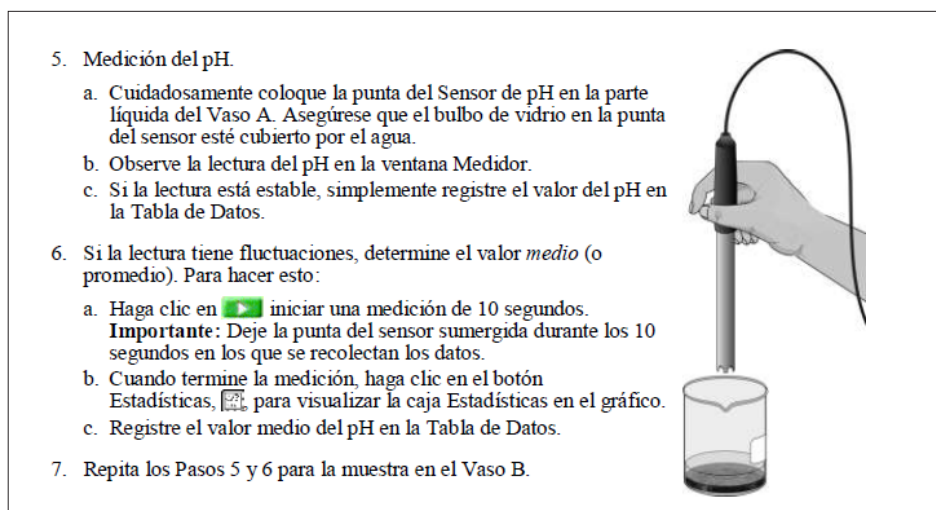 5. Medición del pH.
a. Cuidadosamente coloque la punta del Sensor de pH en la parte
líquida del Vaso A. Asegúrese que el bulbo de vidrio en la punta
del sensor esté cubierto por el agua.
b. Observe la lectura del pH en la ventana Medidor.
c. Si la lectura está estable, simplemente registre el valor del pH en
la Tabla de Datos.
6. Si la lectura tiene fluctuaciones, determine el valor medio (o
promedio). Para hacer esto:
a. Haga clic en iniciar una medición de 10 segundos.
Importante: Deje la punta del sensor sumergida durante los 10
segundos en los que se recolectan los datos.
b. Cuando termine la medición, haga clic en el botón
Estadísticas, para visualizar la caja Estadísticas en el gráfico.
c. Registre el valor medio del pH en la Tabla de Datos.
7. Repita los Pasos 5 y 6 para la muestra en el Vaso B.